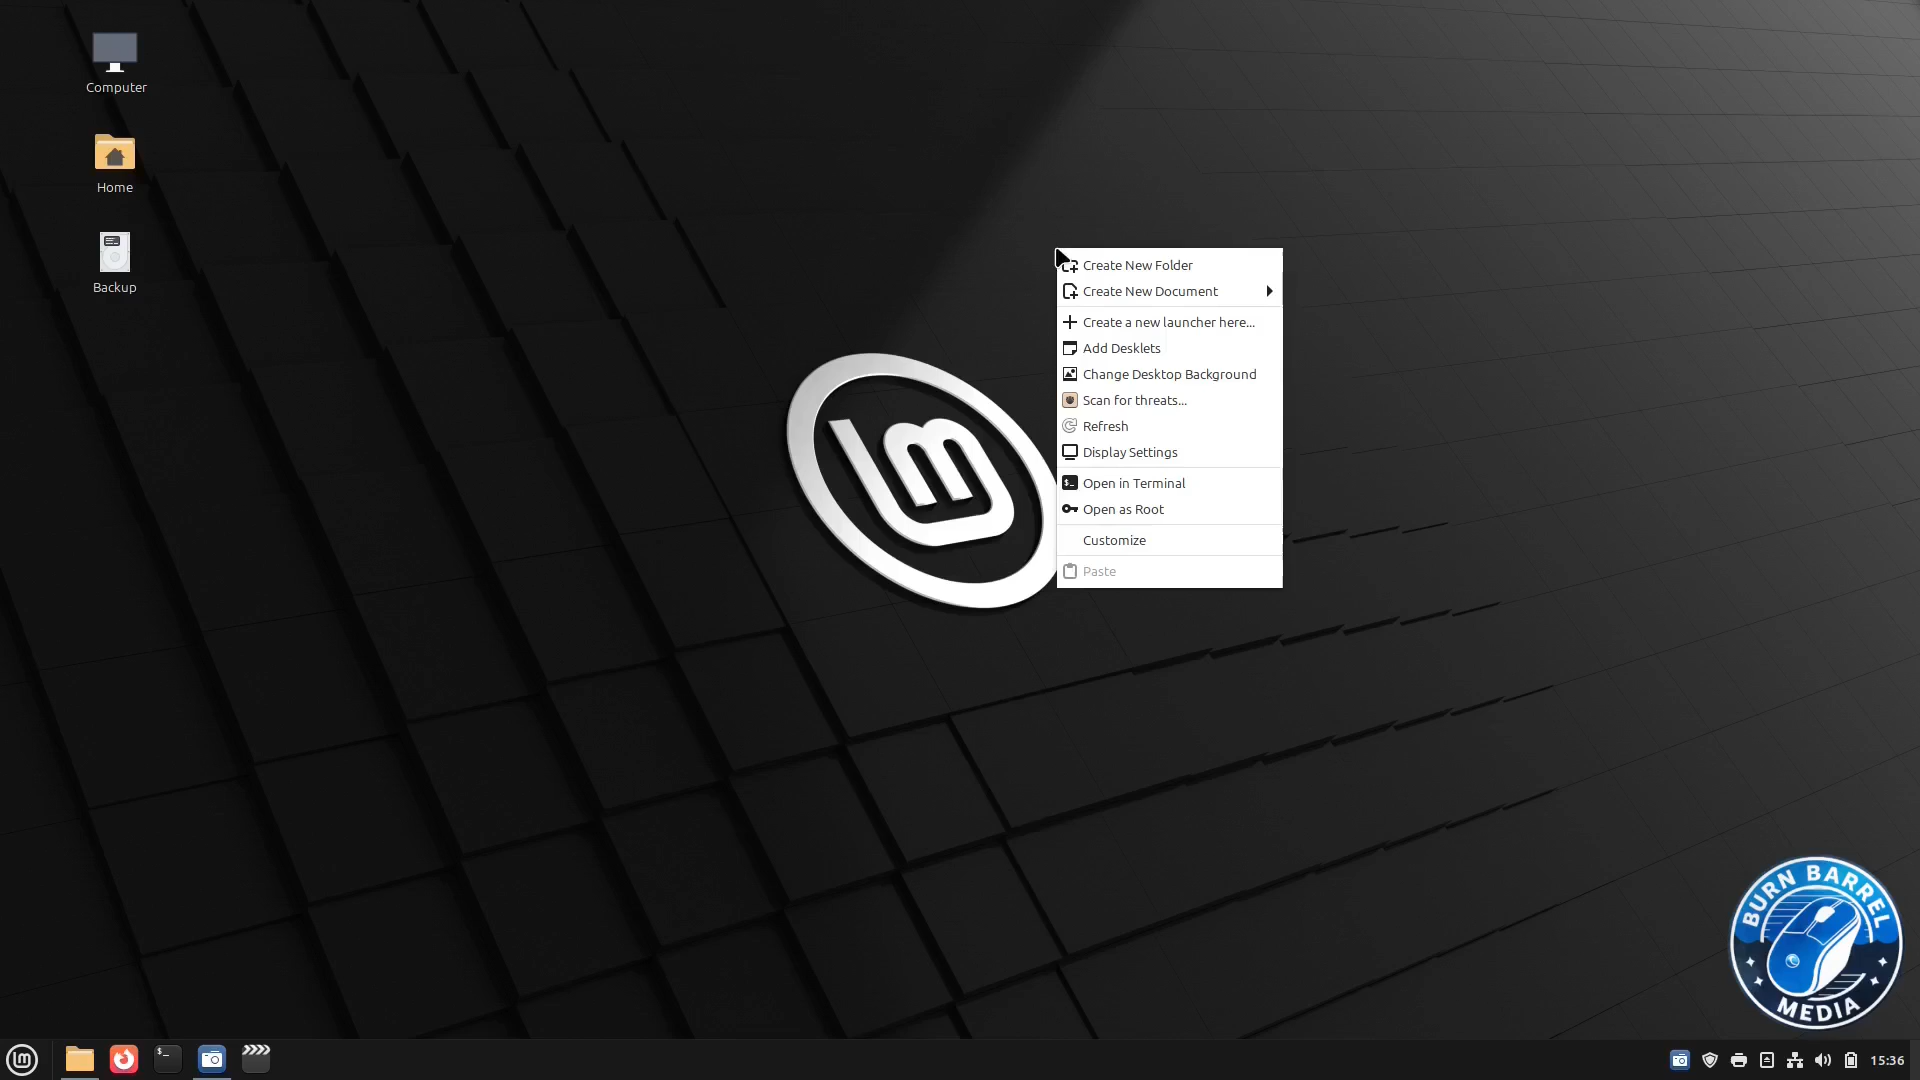 Computer
Home
Backup
Create New Folder
Create New Document
Create a new launcher here...
Add Desklets
Change Desktop Background
Scan for threats...
Refresh
Display Settings
Open in Terminal
Open as Root
Customize
Paste
BURN BARREL
MEDIA
15:36